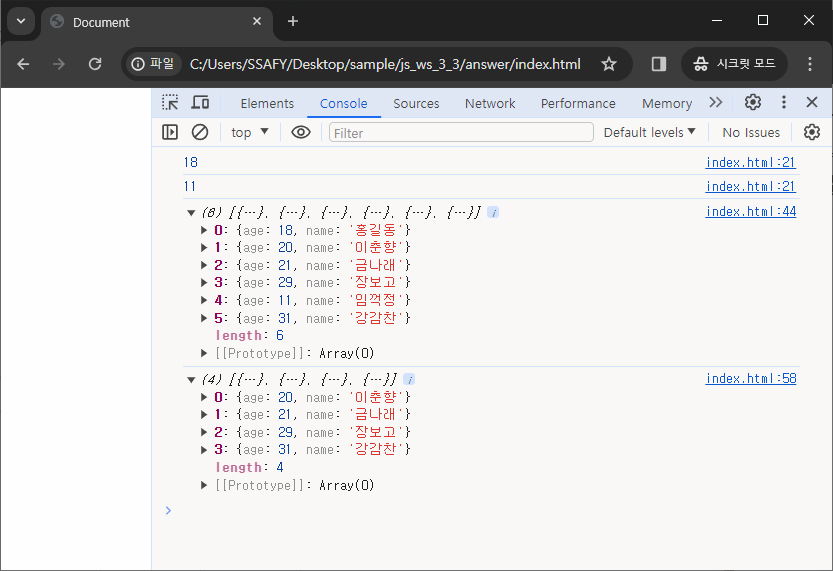 Document
파일 C:/Users/SSAFY/Desktop/sample/js_ws_3_3/answer/index.html 시크릿 모드
Elements Console Sources Network Performance Memory
top Filter Default levels No Issues
18 index.html:21
11 index.html:21
(6) [{…}, {…}, {…}, {…}, {…}, {…}] i index.html:44
0: {age: 18, name: '홍길동'}
1: {age: 20, name: '이춘향'}
2: {age: 21, name: '금나래'}
3: {age: 29, name: '장보고'}
4: {age: 11, name: '임꺽정'}
5: {age: 31, name: '강감찬'}
length: 6
[[Prototype]]: Array(0)
(4) [{…}, {…}, {…}, {…}] i index.html:58
0: {age: 20, name: '이춘향'}
1: {age: 21, name: '금나래'}
2: {age: 29, name: '장보고'}
3: {age: 31, name: '강감찬'}
length: 4
[[Prototype]]: Array(0)